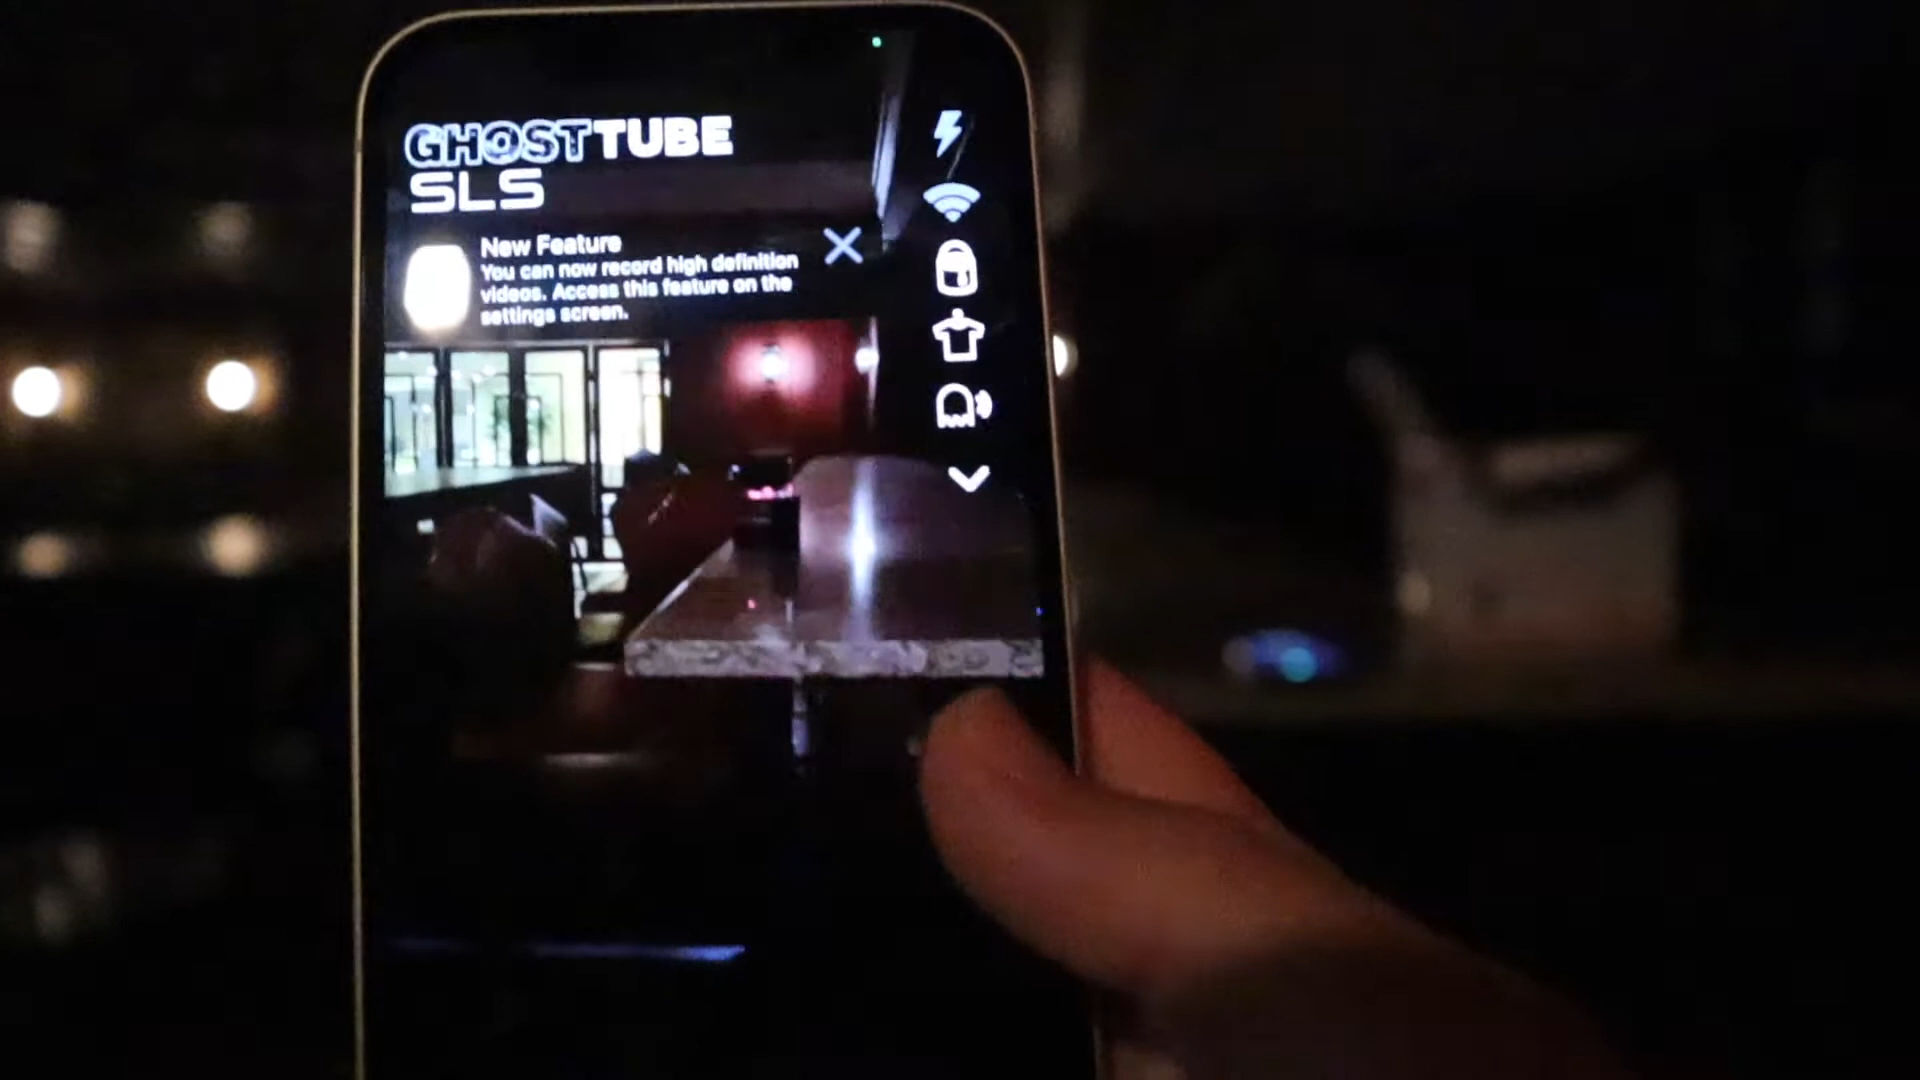 GHOSTTUBE
SLS
New Feature
You can now record high definition
videos. Access this feature on the
settings screen.